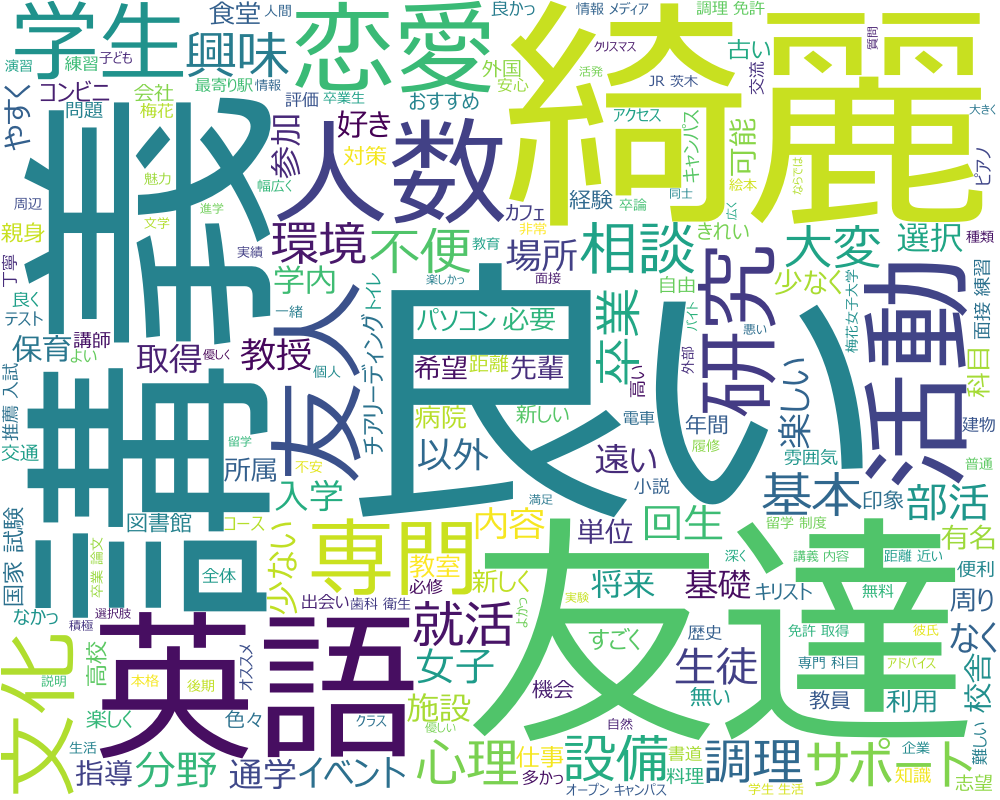 学生
恋愛
綺麗
食堂
人間
良かっ
情報 メディア
調理 免許
興味
演習
練習
子ども
外国
安心
クリスマス
古い
交流
質問
コンビニ
最寄り駅
情報
活発
JR 茨木
やすく
問題
会社
梅花
評価
卒業生
おすすめ
アクセス
キャンパス
大きく
講義
参加
好き
人数
可能
ピアノ
対策
魅力
幅広く
経験
卒論
同士
絵本
ならでは
周辺
親身
文学
進学
環境
不便
カフェ
非常
きれい
広く
丁寧
実績
学内
教育
場所
相談
大変
選択
種類
良く
テスト
楽しかっ
面接
自由
少なく
梅花女子大学
面接 練習
保育
講師
よい
一緒
トイレ
パソコン
必要
卒業
バイト
悪い
科目
取得
優しく
教授
友人
個人
チアリーディング
希望
距離
先輩
高い
外部
研究
楽しい
活動
推薦 入試
良い
病院
新しい
電車
年間
建物
交通
留学
不安
以外
遠い
履修
雰囲気
普通
所属
小説
国家 試験
図書館
入学
満足
基本
印象
部活
卒業 論文
コース
専門
内容
単位
回生
留学 制度
有名
全体
少ない
教室
新しく
将来
基礎
深く
講義 内容
距離 近い
便利
なかっ
選択肢
出会い
歯科 衛生
必修
よかっ
実験
キリスト
無料
周り
積極
英語
就活
すごく
歴史
免許 取得
彼氏
なく
文化
高校
オススメ
女子
友達
生徒
専門 科目
アドバイス
校舎
説明
本格
後期
機会
無い
教員
利用
楽しく
色々
クラス
施設
優しい
自然
生活
指導
分野
通学
イベント
心理
仕事
多かっ
設備
書道
料理
調理
サポート
企業
知識
難しい
志望
オープン キャンパス
学生 生活